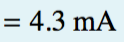 = 4.3 mA